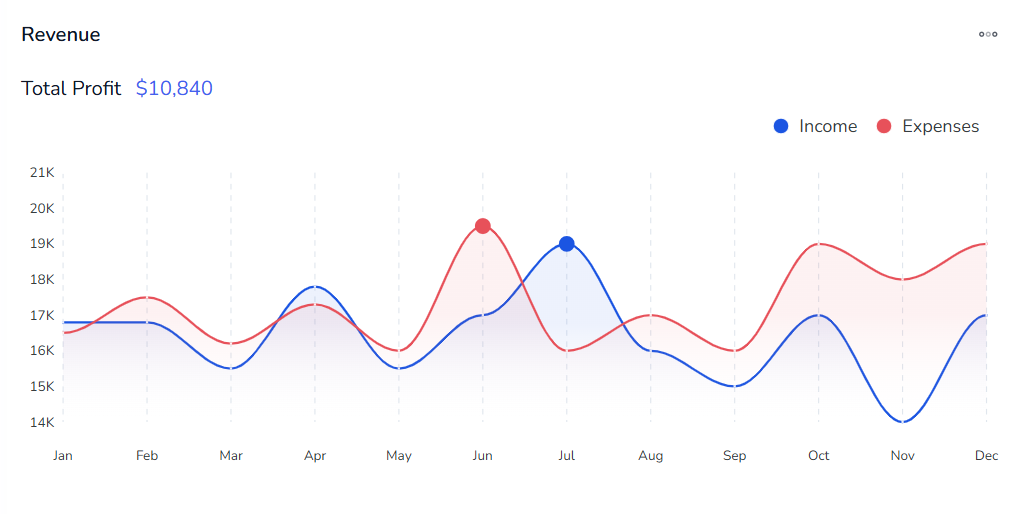 Revenue
Total Profit $10,840
Income Expenses
21K
20K
19K
18K
17K
16K
15K
14K
Jan Feb Mar Apr May Jun Jul Aug Sep Oct Nov Dec